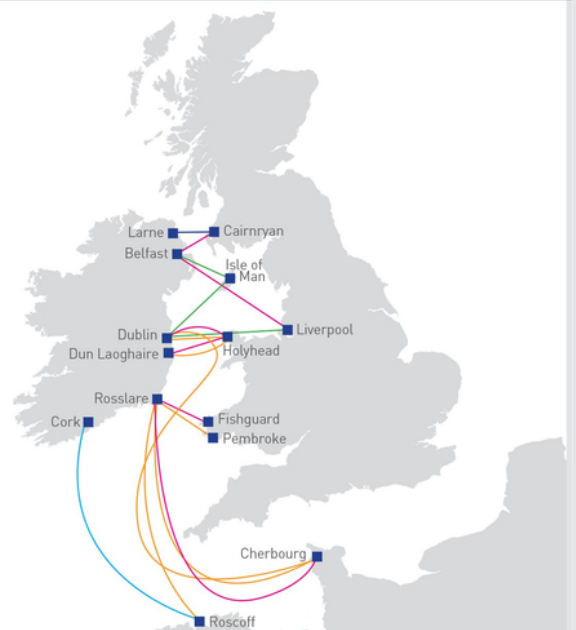 Larne
Cairnryan
Belfast
Isle of
Man
Dublin
Liverpool
Dun Laoghaire
Holyhead
Rosslare
Cork
Fishguard
Pembroke
Cherbourg
Roscoff